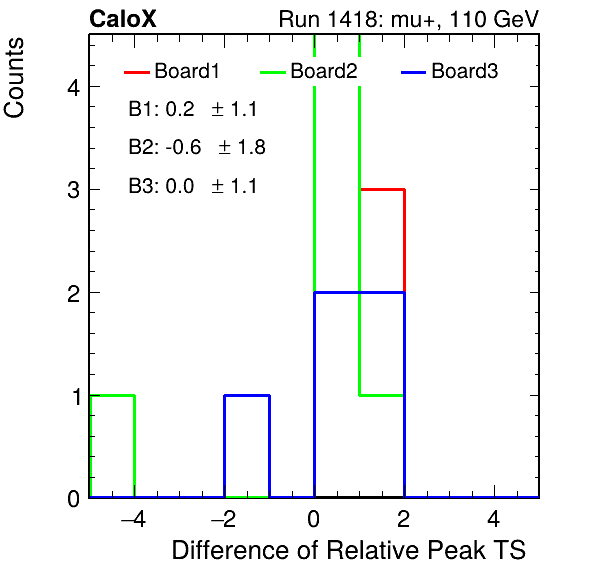 CaloX Run 1418: mu+, 110 GeV
Counts
Board1 Board2 Board3
B1: 0.2 ± 1.1
B2: -0.6 ± 1.8
B3: 0.0 ± 1.1
4
3
2
1
0
−4 −2 0 2 4
Difference of Relative Peak TS